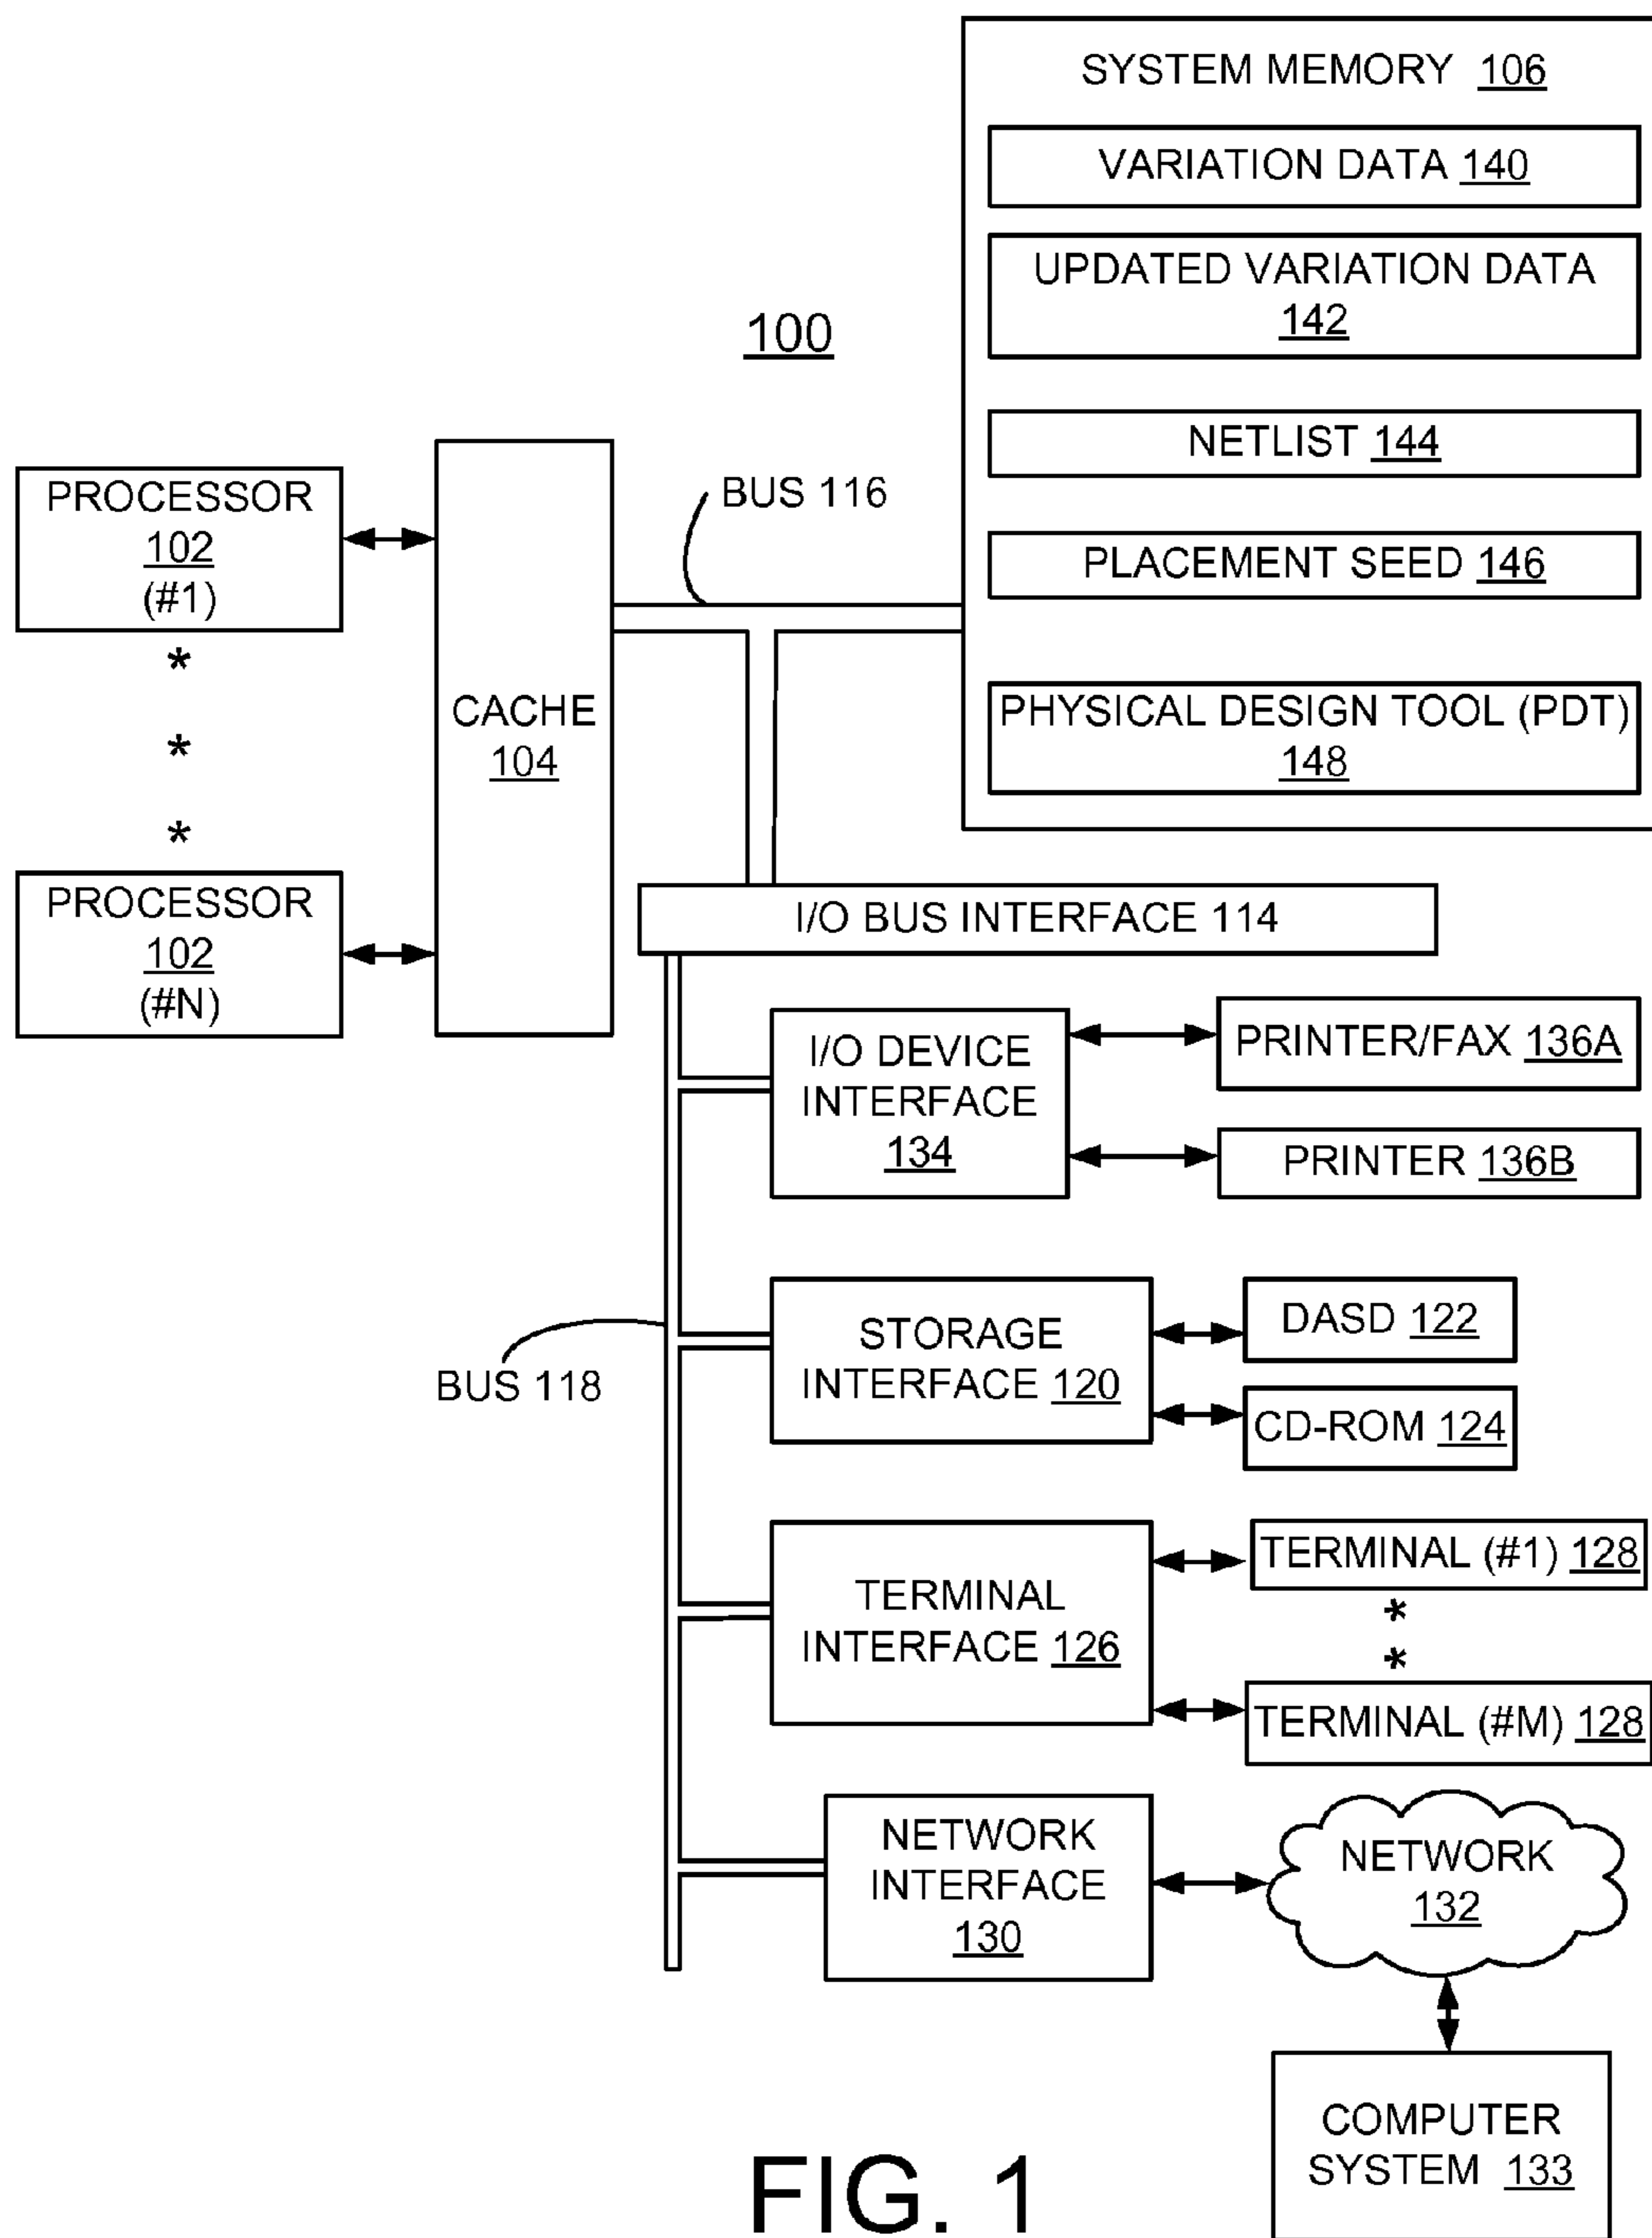 SYSTEM MEMORY 106
VARIATION DATA 140
UPDATED VARIATION DATA
142
100
NETLIST 144
BUS 116
PLACEMENT SEED 146
PHYSICAL DESIGN TOOL (PDT)
148
PROCESSOR
102
(#1)
*
*
*
PROCESSOR
102
(#N)
CACHE
104
I/O BUS INTERFACE 114
I/O DEVICE
INTERFACE
134
PRINTER/FAX 136A
PRINTER 136B
BUS 118
STORAGE
INTERFACE 120
DASD 122
CD-ROM 124
TERMINAL
INTERFACE 126
TERMINAL (#1) 128
*
*
TERMINAL (#M) 128
NETWORK
INTERFACE
130
NETWORK
132
COMPUTER
SYSTEM 133
FIG. 1